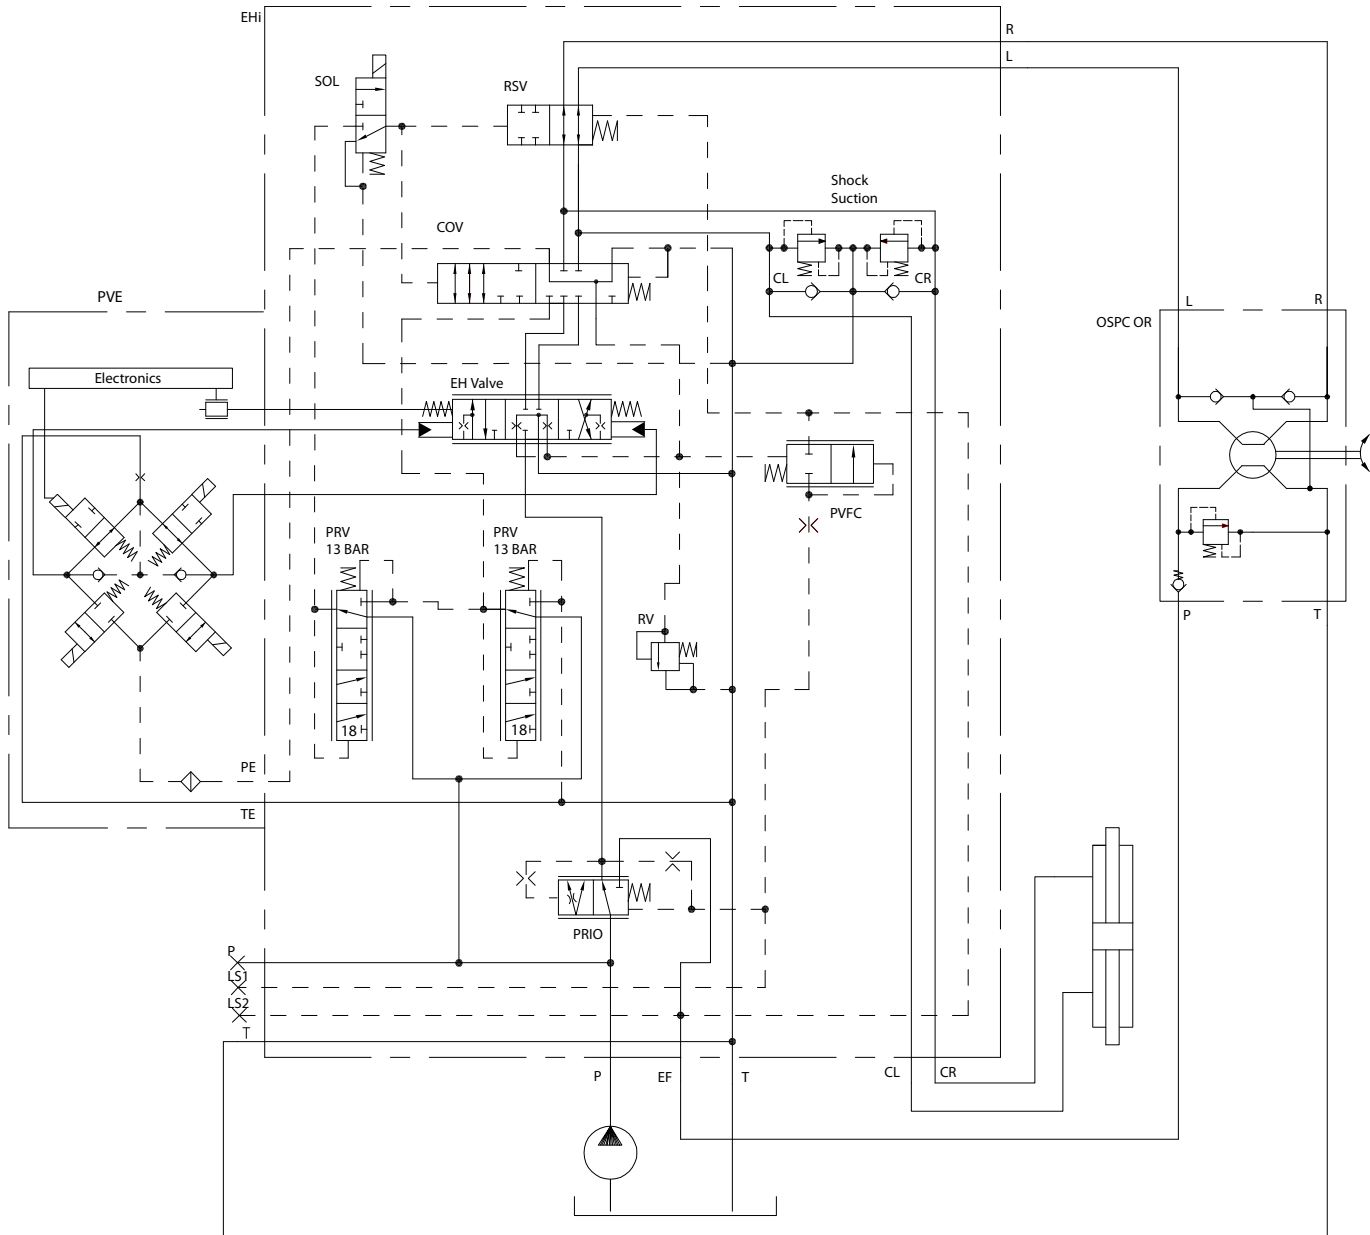 EHi
R
L
SOL
RSV
Shock
Suction
COV
CL
CR
PVE
L
R
OSPC OR
Electronics
EH Valve
PVFC
PRV
13 BAR
PRV
13 BAR
RV
P
T
18
18
PE
TE
PRIO
P
LS1
LS2
T
P
EF
T
CL
CR